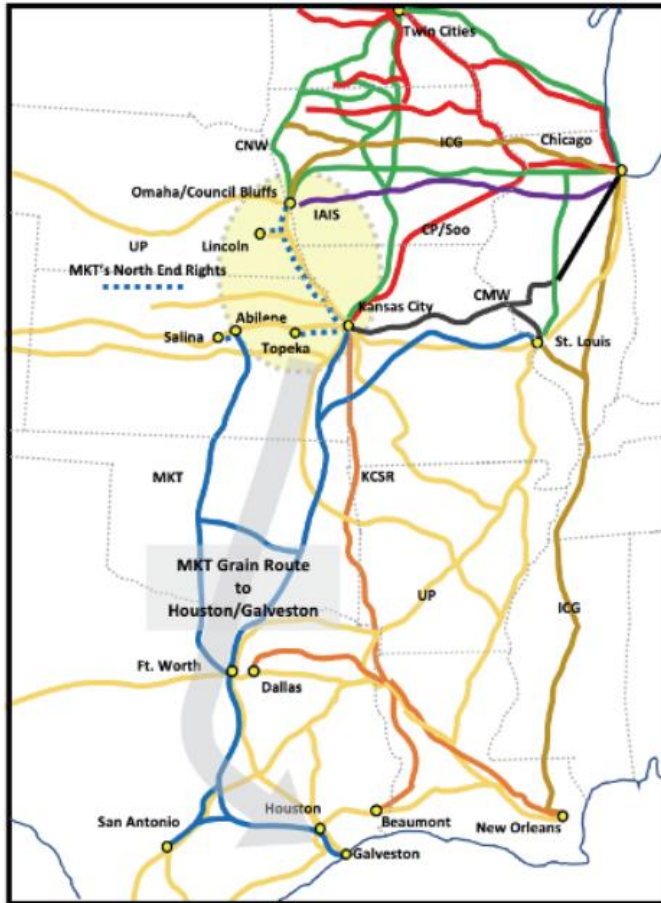 Twin Cities
ICG
Chicago
CNW
Omaha/Council Bluffs
IAIS
UP
Lincoln
CP/Soo
MKT's North End Rights
Kansas City
CMW
Abilene
Salina
Topeka
St. Louis
MKT
KCSR
MKT Grain Route
to
Houston/Galveston
UP
ICG
Ft. Worth
Dallas
San Antonio
Houston
Beaumont
New Orleans
Galveston